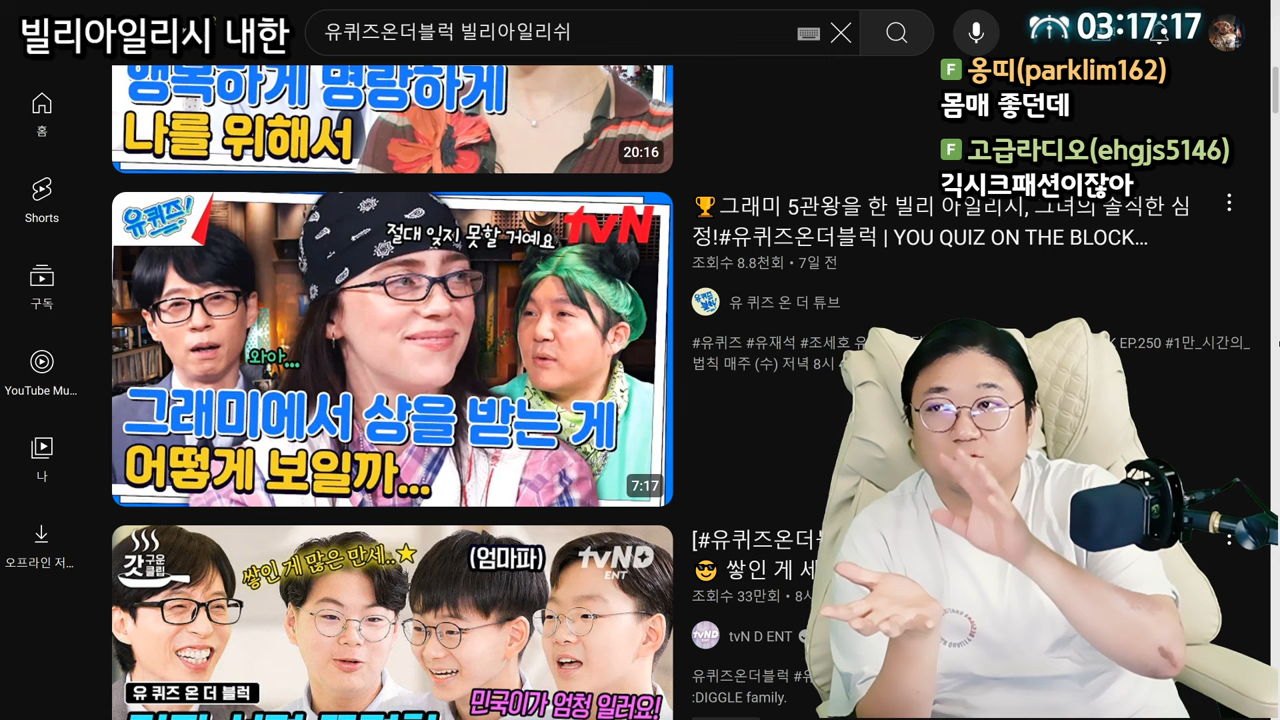 빌리아일리시 내한
유퀴즈온더블럭 빌리아일리쉬
03:17:17
F 옹띠(parklim162)
몸매 좋던데
F 고급라디오(ehgjs5146)
긱시크패션이잖아
홈
Shorts
구독
YouTube Mu...
나
오프라인 저...
행복하게 명랑하게
나를 위해서
20:16
유퀴즈!
절대 잊지 못할 거예요
tvN
와아...
그래미에서 상을 받는 게
어떻게 보일까...
7:17
🏆그래미 5관왕을 한 빌리 아일리시, 그녀의 솔직한 심
정!#유퀴즈온더블럭 | YOU QUIZ ON THE BLOCK...
조회수 8.8천회 • 7일 전
유 퀴즈 온 더 튜브
#유퀴즈 #유재석 #조세호
EP.250 #1만_시간의_
법칙 매주 (수) 저녁 8시
갓구운클립
쌓인 게 많은 만세..★
(엄마파)
tvND
ENT
유 퀴즈 온 더 블럭
민국이가 엄청 일러요!
[#유퀴즈온더
😎 쌓인 게 세
조회수 33만회 •
tvN D ENT
유퀴즈온더블럭
:DIGGLE family.